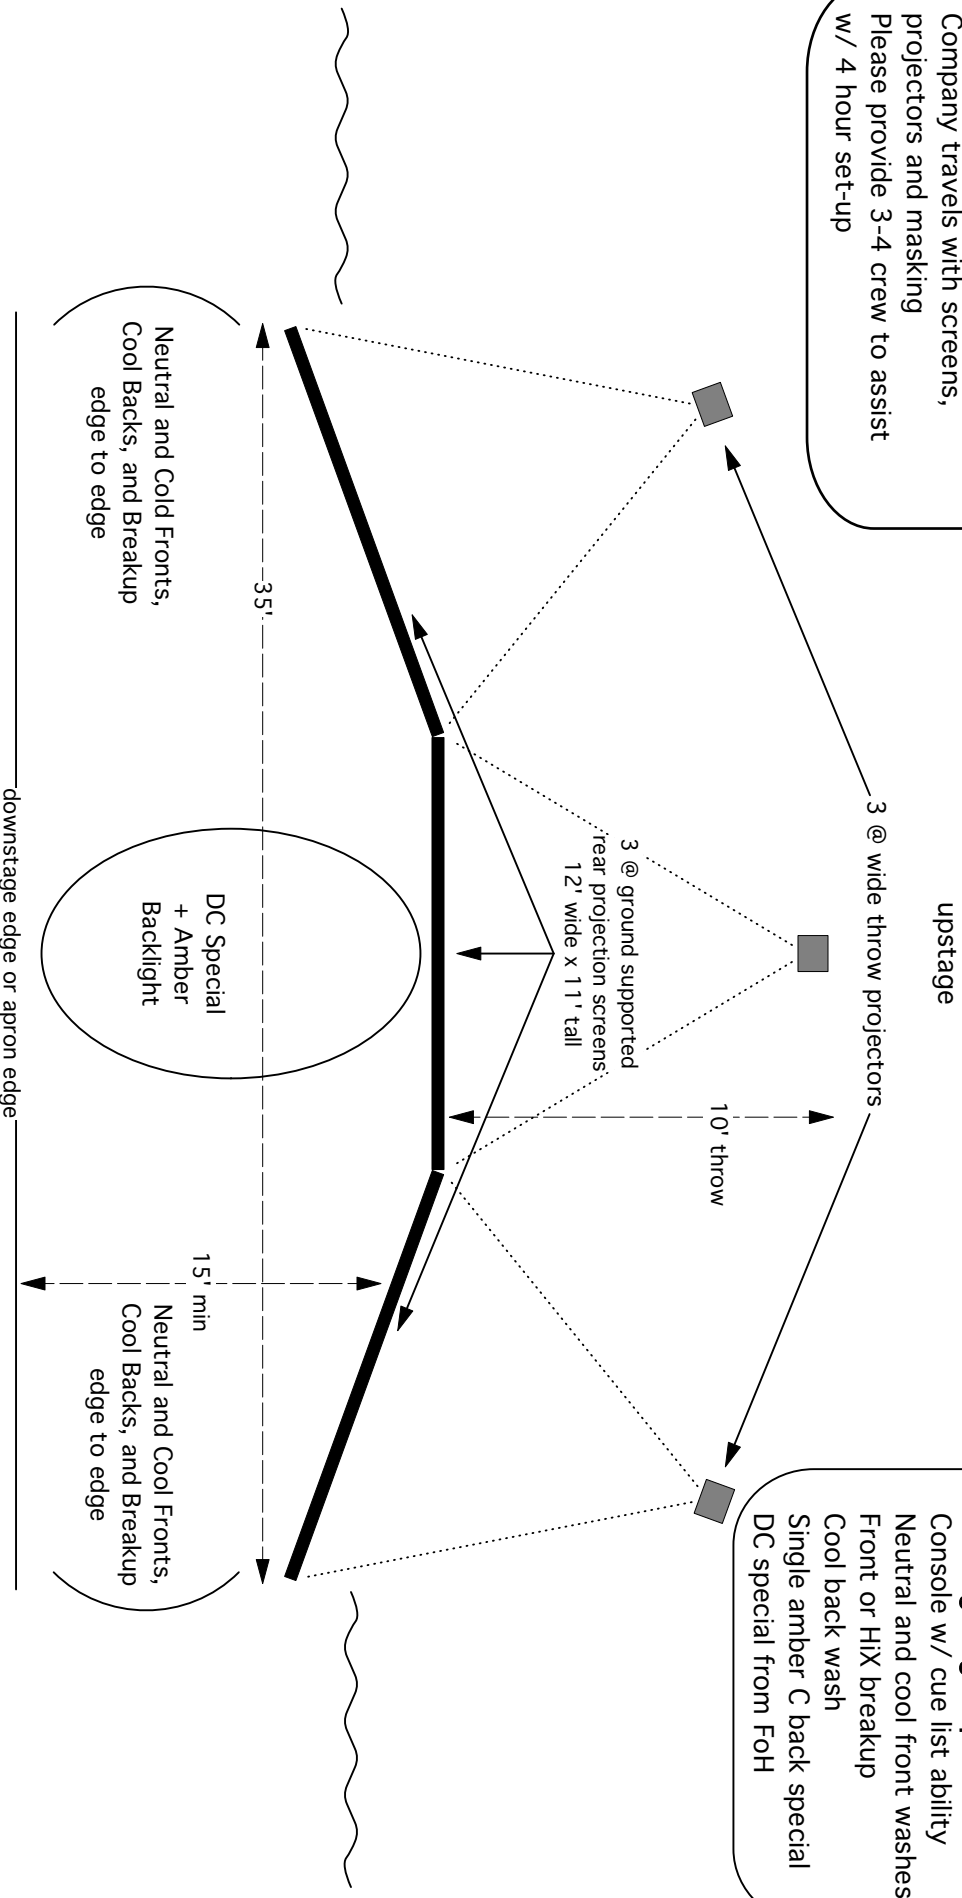 Company travels with screens,
projectors and masking
Please provide 3-4 crew to assist
w/ 4 hour set-up
upstage
Console w/ cue list ability
Neutral and cool front washes
Front or HiX breakup
Cool back wash
Single amber C back special
DC special from FoH
3 @ wide throw projectors
10' throw
3 @ ground supported
rear projection screens
12' wide x 11' tall
35'
15' min
DC Special
+ Amber
Backlight
Neutral and Cold Fronts,
Cool Backs, and Breakup
edge to edge
Neutral and Cool Fronts,
Cool Backs, and Breakup
edge to edge
downstage edge or apron edge